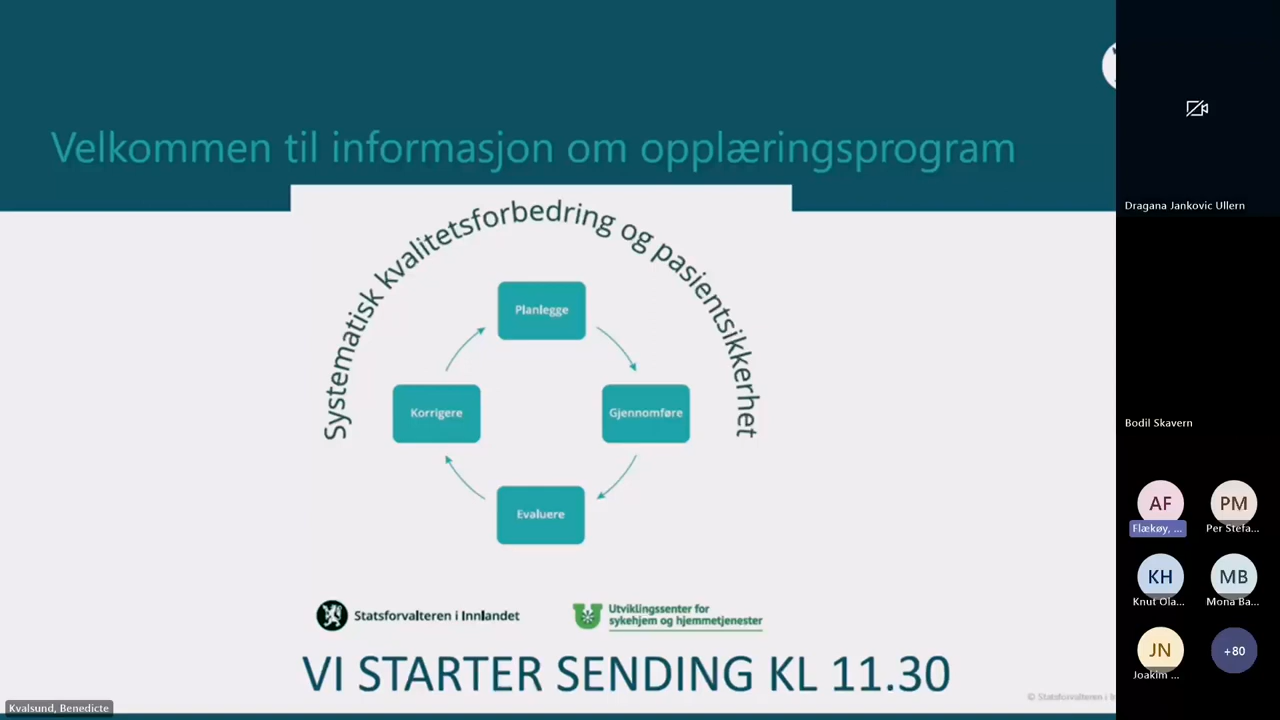 Velkommen til informasjon om opplæringsprogram
Systematisk kvalitetsforbedring og pasientsikkerhet
Planlegge
Korrigere
Gjennomføre
Evaluere
Statsforvalteren i Innlandet
Utviklingssenter for
sykehjem og hjemmetjenester
VI STARTER SENDING KL 11.30
© Statsforvalteren i
Kvalsund, Benedicte
Dragana Jankovic Ullern
Bodil Skavern
AF
PM
Flækøy, ...
Per Stefa...
KH
MB
Knut Ola...
Mona Ba...
JN
+80
Joakim ...